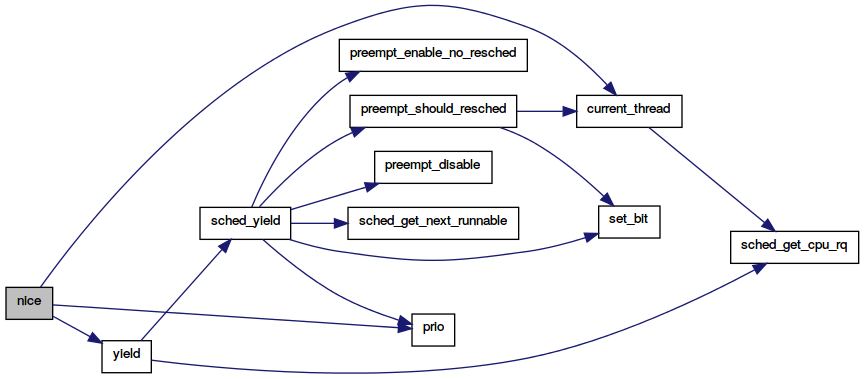 preempt_enable_no_resched
preempt_should_resched
current_thread
preempt_disable
sched_yield
sched_get_next_runnable
set_bit
sched_get_cpu_rq
nice
prio
yield